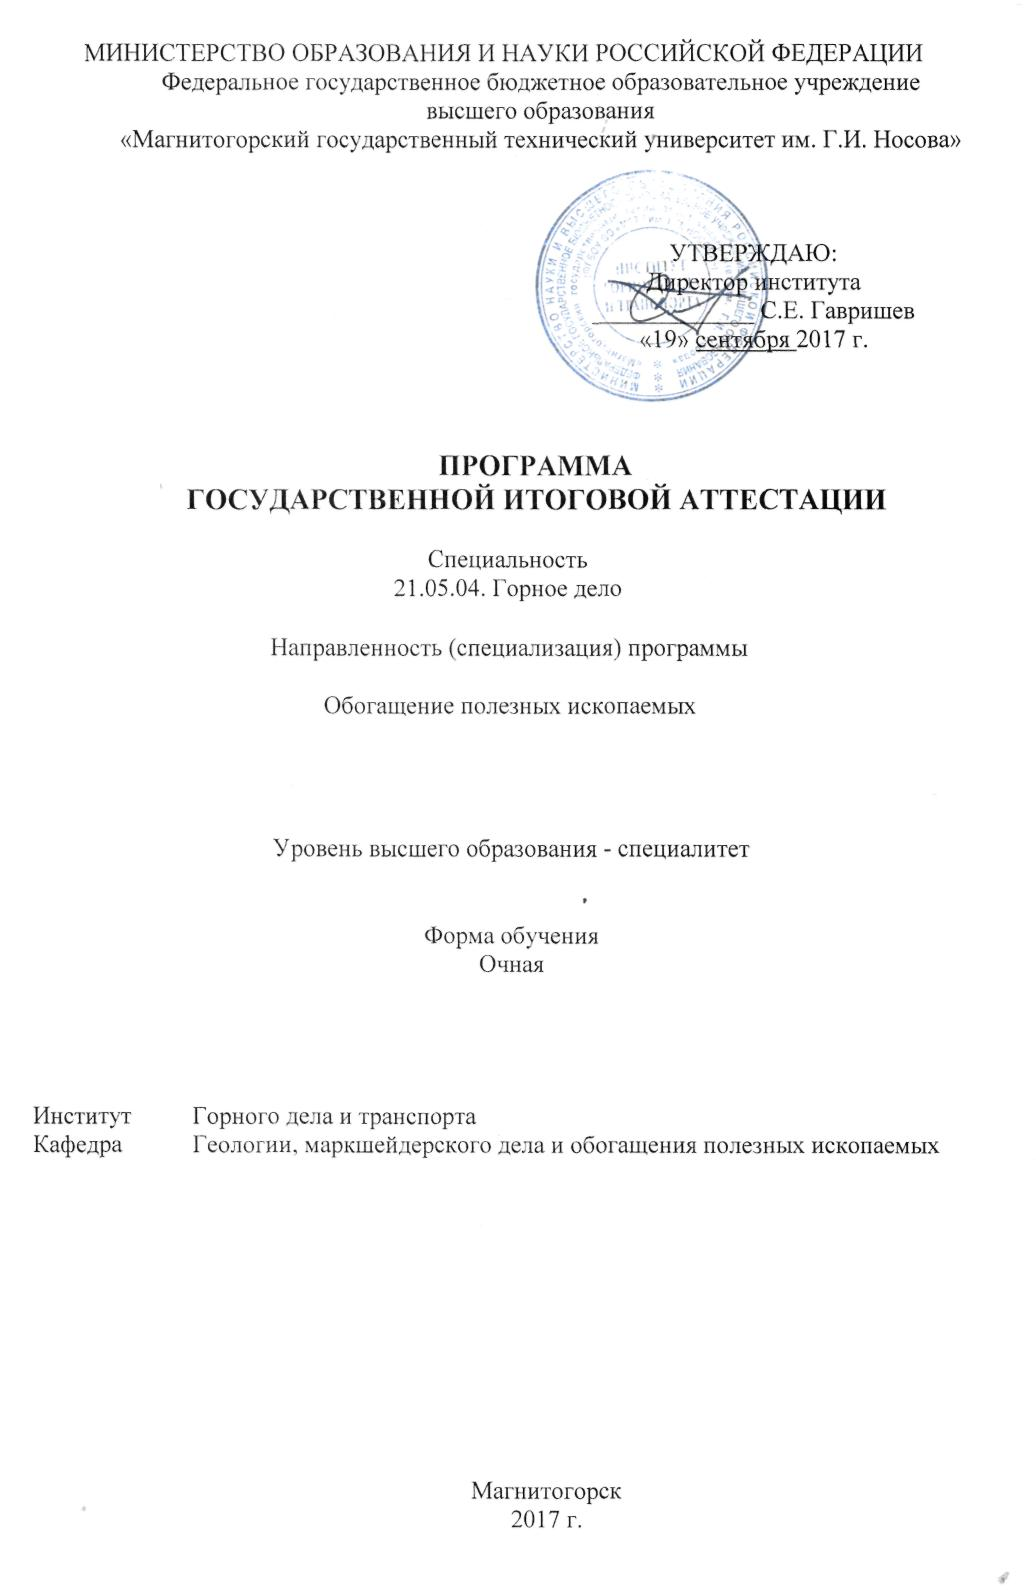 МИНИСТЕРСТВО ОБРАЗОВАНИЯ И НАУКИ РОССИЙСКОЙ ФЕДЕРАЦИИ
Федеральное государственное бюджетное образовательное учреждение
высшего образования
«Магнитогорский государственный технический университет им. Г.И. Носова»
УТВЕРЖДАЮ:
Директор института
С.Е. Гавришев
«19» сентября 2017 г.
ПРОГРАММА
ГОСУДАРСТВЕННОЙ ИТОГОВОЙ АТТЕСТАЦИИ
Специальность
21.05.04. Горное дело
Направленность (специализация) программы
Обогащение полезных ископаемых
Уровень высшего образования - специалитет
Форма обучения
Очная
Институт Горного дела и транспорта
Кафедра Геологии, маркшейдерского дела и обогащения полезных ископаемых
Магнитогорск
2017 г.